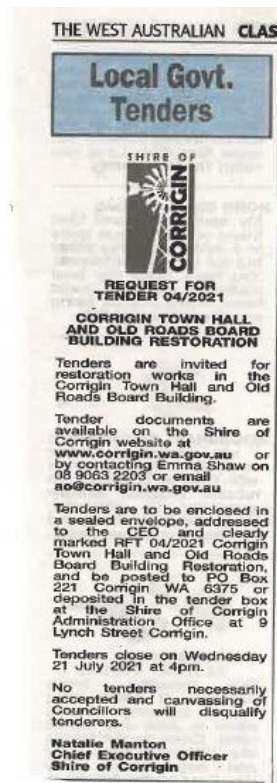 THE WEST AUSTRALIAN CLAS
Local Govt.
Tenders
SHIRE OF
CORRIGIN
REQUEST FOR
TENDER 04/2021
CORRIGIN TOWN HALL
AND OLD ROADS BOARD
BUILDING RESTORATION
Tenders are invited for
restoration works in the
Corrigin Town Hall and Old
Roads Board Building.
Tender documents are
available on the Shire of
Corrigin website at
www.corrigin.wa.gov.au or
by contacting Emma Shaw on
08 9063 2203 or email
ao@corrigin.wa.gov.au
Tenders are to be enclosed in
a sealed envelope, addressed
to the CEO and clearly
marked RFT 04/2021 Corrigin
Town Hall and Old Roads
Board Building Restoration,
and be posted to PO Box
221 Corrigin WA 6375 or
deposited in the tender box
at the Shire of Corrigin
Administration Office at 9
Lynch Street Corrigin.
Tenders close on Wednesday
21 July 2021 at 4pm.
No tenders necessarily
accepted and canvassing of
Councillors will disqualify
tenderers.
Natalie Manton
Chief Executive Officer
Shire of Corrigin